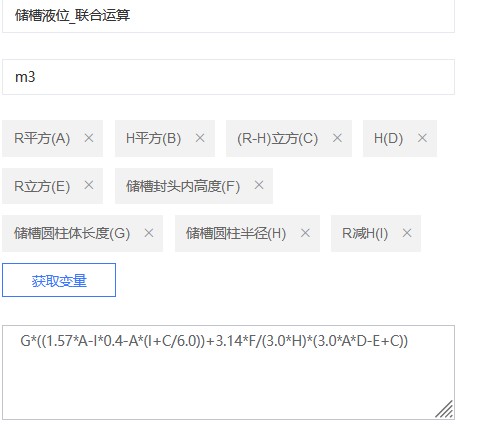 储槽液位_联合运算
m3
R平方(A) × H平方(B) × (R-H)立方(C) × H(D) ×
R立方(E) × 储槽封头内高度(F) ×
储槽圆柱体长度(G) × 储槽圆柱半径(H) × R减H(I) ×
获取变量
G*((1.57*A-I*0.4-A*(I+C/6.0))+3.14*F/(3.0*H)*(3.0*A*D-E+C))